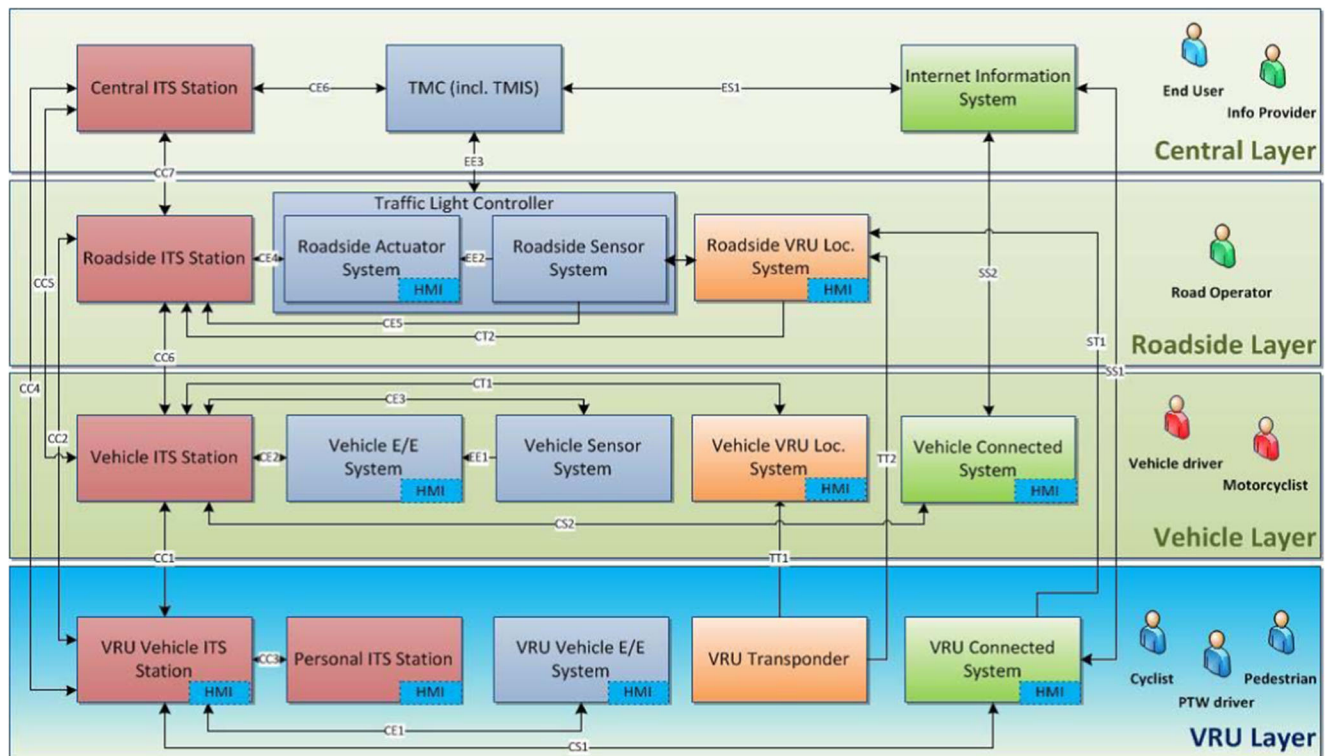 Central ITS Station
CE6
TMC (incl. TMIS)
ES1
Internet Information
System
End User
Info Provider
Central Layer
CC7
EE3
Traffic Light Controller
Roadside ITS Station
CE4
Roadside Actuator
System
HMI
EE2
Roadside Sensor
System
Roadside VRU Loc.
System
HMI
Road Operator
CC5
SS2
CE5
CT2
ST1
Roadside Layer
CC6
SS1
CC4
CT1
CE3
CC2
Vehicle ITS Station
CE2
Vehicle E/E
System
HMI
EE1
Vehicle Sensor
System
Vehicle VRU Loc.
System
HMI
TT2
Vehicle Connected
System
HMI
Vehicle driver
Motorcyclist
CS2
Vehicle Layer
CC1
TT1
VRU Vehicle ITS
Station
HMI
CC3
Personal ITS Station
HMI
VRU Vehicle E/E
System
HMI
VRU Transponder
VRU Connected
System
HMI
Cyclist
PTW driver
Pedestrian
CE1
CS1
VRU Layer